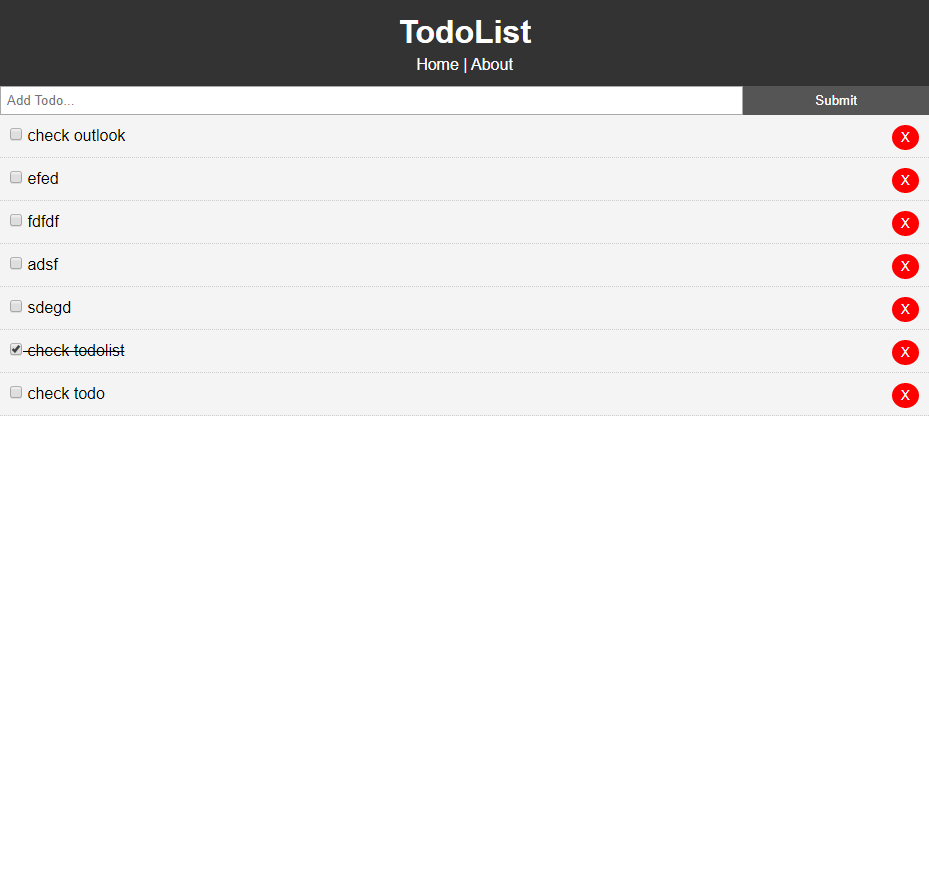 TodoList
Home | About
Add Todo...
Submit
check outlook
X
efed
X
fdfdf
X
adsf
X
sdegd
X
check todolist
X
check todo
X